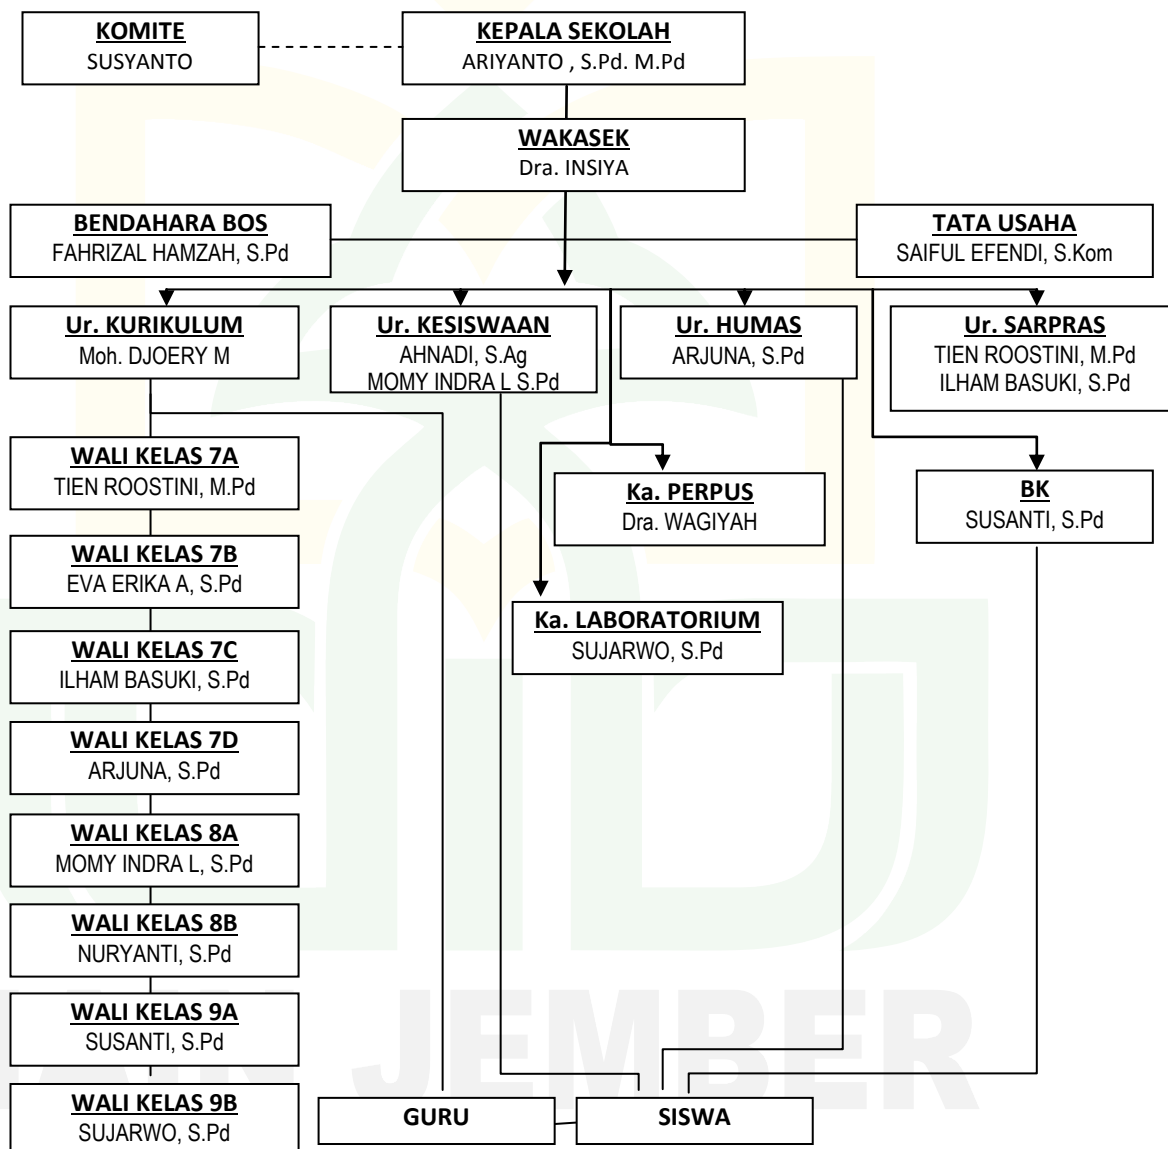 KOMITE
SUSYANTO
KEPALA SEKOLAH
ARIYANTO , S.Pd. M.Pd
WAKASEK
Dra. INSIYA
BENDAHARA BOS
FAHRIZAL HAMZAH, S.Pd
TATA USAHA
SAIFUL EFENDI, S.Kom
Ur. KURIKULUM
Moh. DJOERY M
Ur. KESISWAAN
AHNADI, S.Ag
MOMY INDRA L S.Pd
Ur. HUMAS
ARJUNA, S.Pd
Ur. SARPRAS
TIEN ROOSTINI, M.Pd
ILHAM BASUKI, S.Pd
WALI KELAS 7A
TIEN ROOSTINI, M.Pd
Ka. PERPUS
Dra. WAGIYAH
BK
SUSANTI, S.Pd
WALI KELAS 7B
EVA ERIKA A, S.Pd
Ka. LABORATORIUM
SUJARWO, S.Pd
WALI KELAS 7C
ILHAM BASUKI, S.Pd
WALI KELAS 7D
ARJUNA, S.Pd
WALI KELAS 8A
MOMY INDRA L, S.Pd
WALI KELAS 8B
NURYANTI, S.Pd
WALI KELAS 9A
SUSANTI, S.Pd
WALI KELAS 9B
SUJARWO, S.Pd
GURU
SISWA
JEMBER